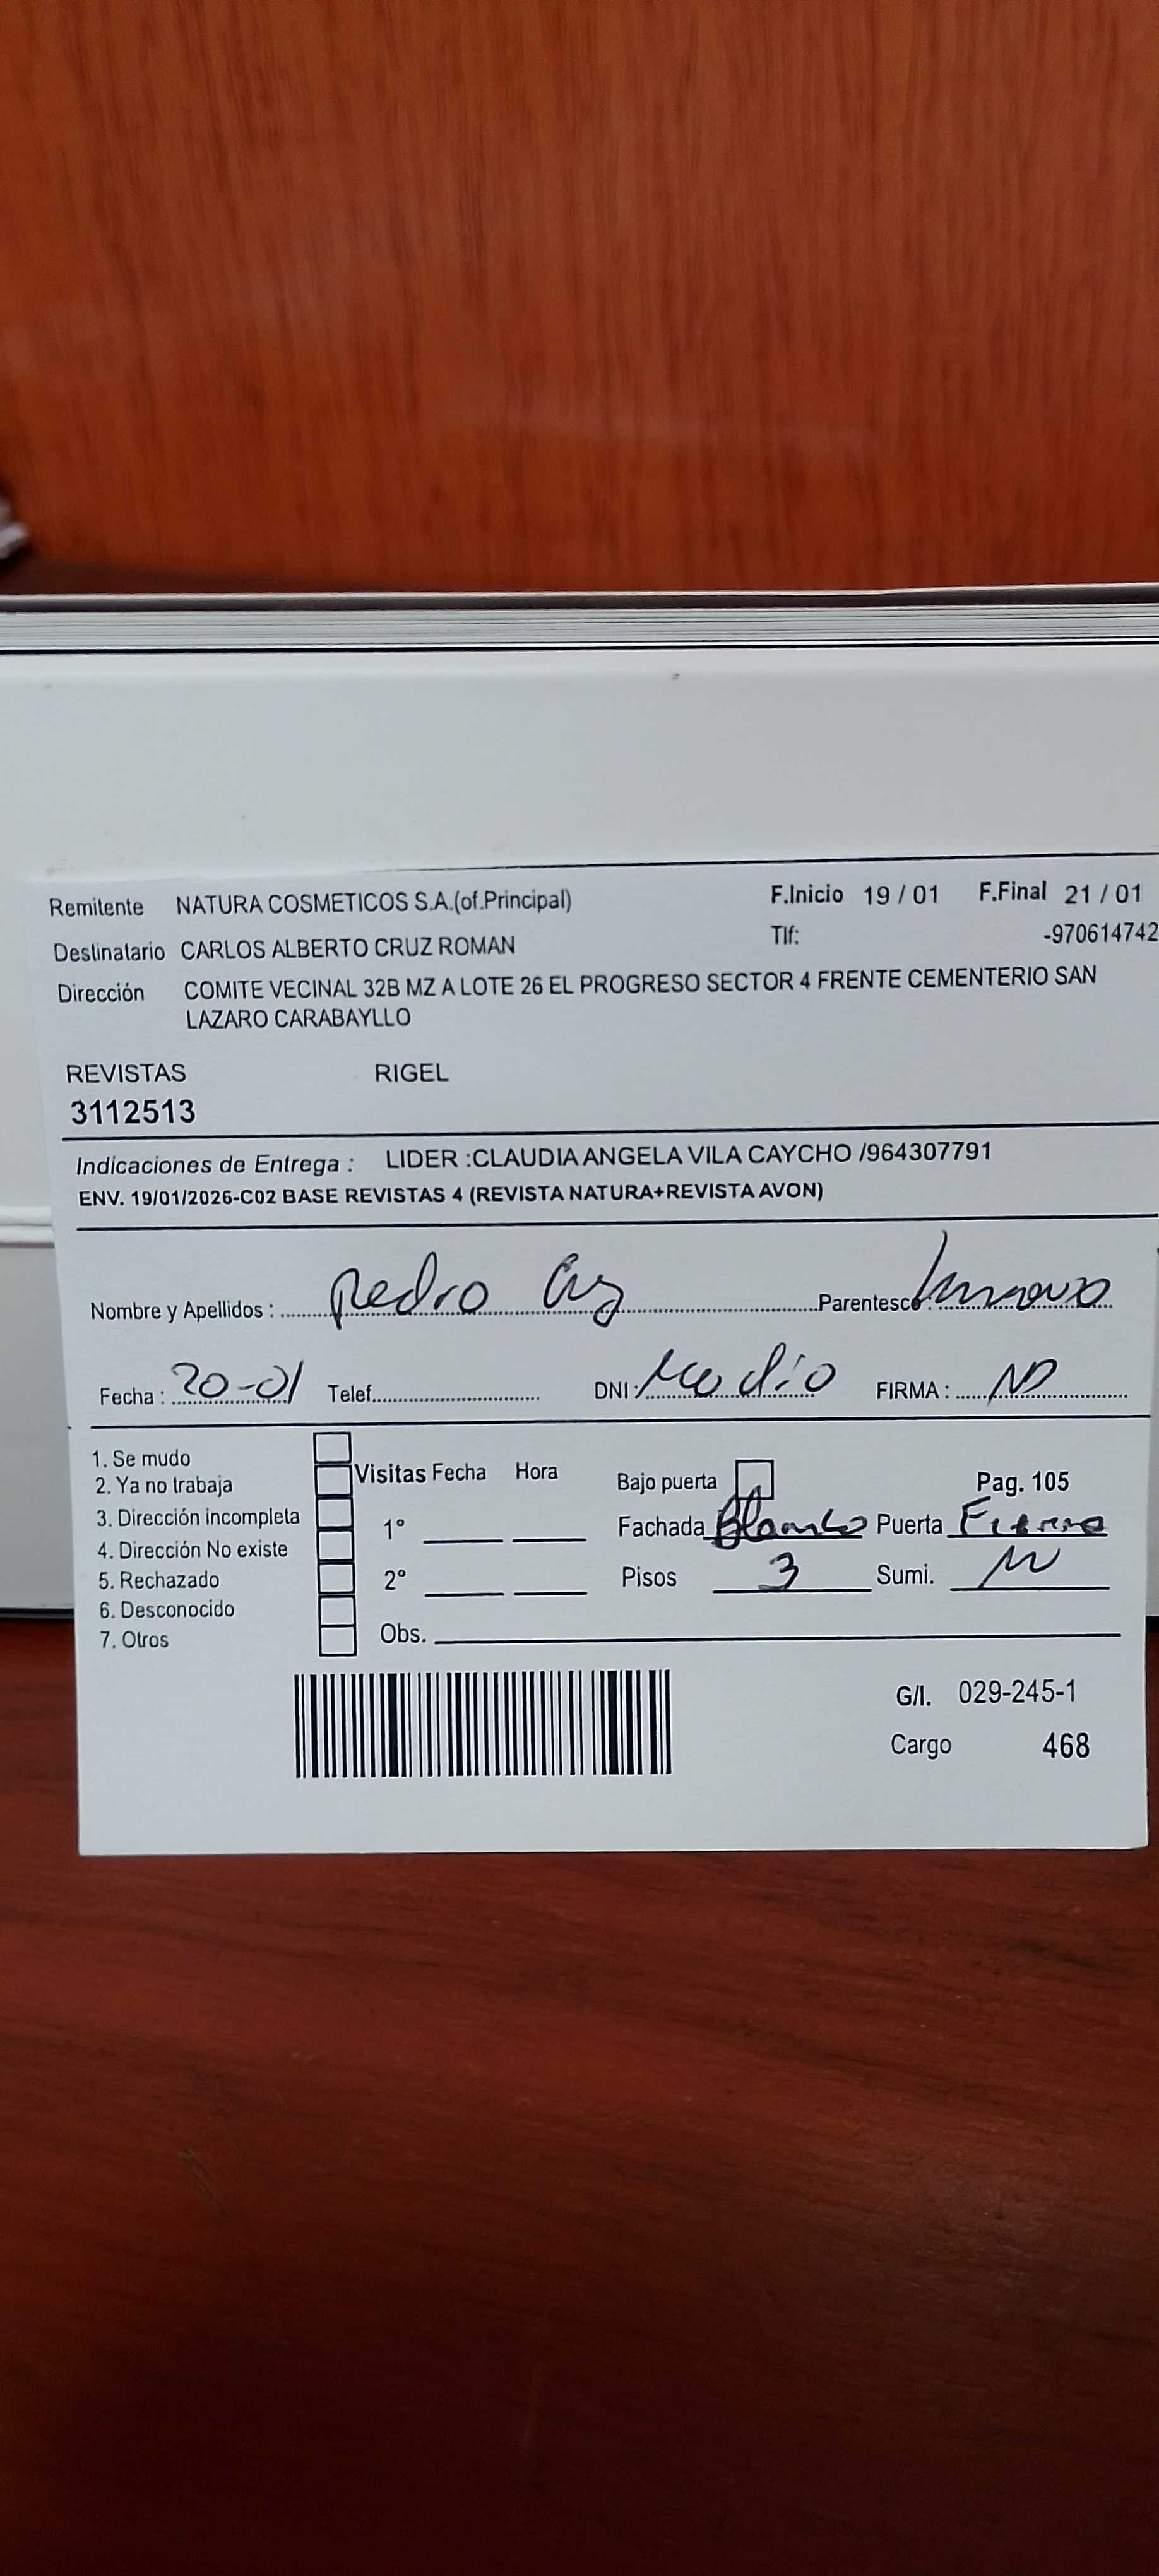 Remitente NATURA COSMETICOS S.A.(of.Principal) F.Inicio 19 / 01 F.Final 21 / 01
Destinatario CARLOS ALBERTO CRUZ ROMAN Tlf: -970614742
Dirección COMITE VECINAL 32B MZ A LOTE 26 EL PROGRESO SECTOR 4 FRENTE CEMENTERIO SAN
LAZARO CARABAYLLO
REVISTAS RIGEL
3112513
Indicaciones de Entrega : LIDER :CLAUDIA ANGELA VILA CAYCHO /964307791
ENV. 19/01/2026-C02 BASE REVISTAS 4 (REVISTA NATURA+REVISTA AVON)
Nombre y Apellidos : Pedro Parentesco :
Fecha : 20-01 Telef. DNI : FIRMA :
1. Se mudo
2. Ya no trabaja
3. Dirección incompleta
4. Dirección No existe
5. Rechazado
6. Desconocido
7. Otros
Visitas Fecha Hora
1°
2°
Obs.
Bajo puerta Pag. 105
Fachada Blanco Puerta Fierro
Pisos 3 Sumi.
G/I. 029-245-1
Cargo 468